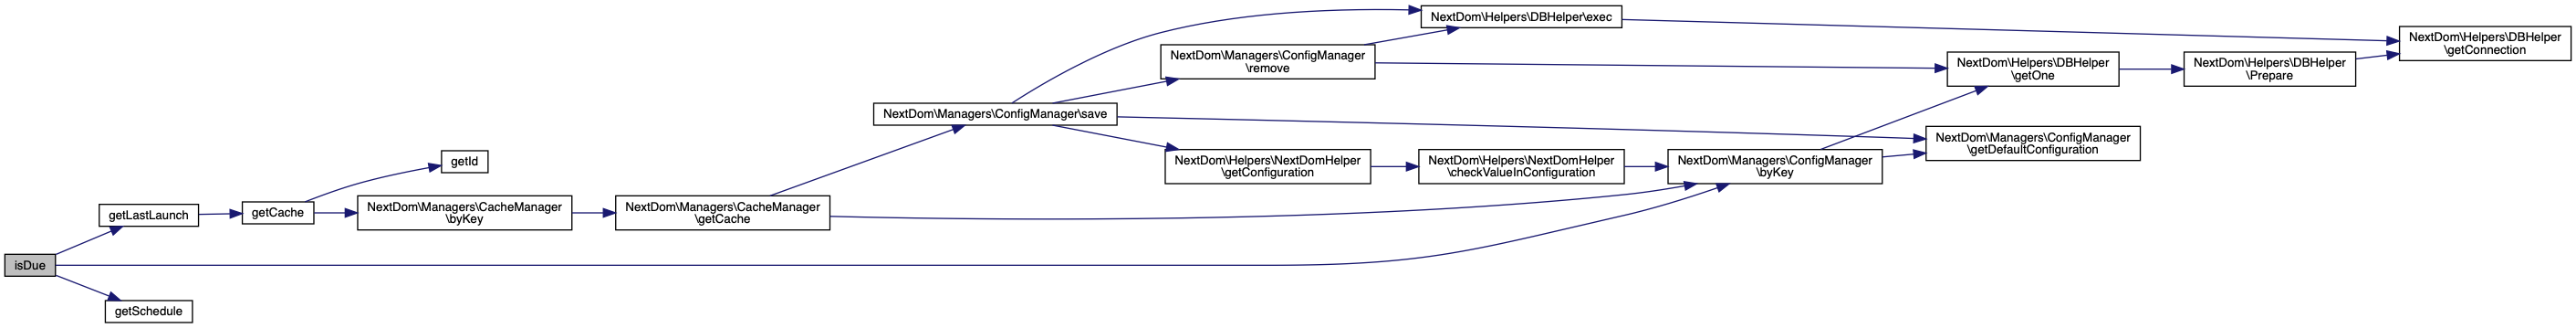 isDue
getLastLaunch
getSchedule
getCache
getId
NextDom\Managers\CacheManager
\byKey
NextDom\Managers\CacheManager
\getCache
NextDom\Managers\ConfigManager\save
NextDom\Managers\ConfigManager
\remove
NextDom\Helpers\NextDomHelper
\getConfiguration
NextDom\Helpers\DBHelper\exec
NextDom\Helpers\NextDomHelper
\checkValueInConfiguration
NextDom\Managers\ConfigManager
\byKey
NextDom\Helpers\DBHelper
\getOne
NextDom\Managers\ConfigManager
\getDefaultConfiguration
NextDom\Helpers\DBHelper
\Prepare
NextDom\Helpers\DBHelper
\getConnection